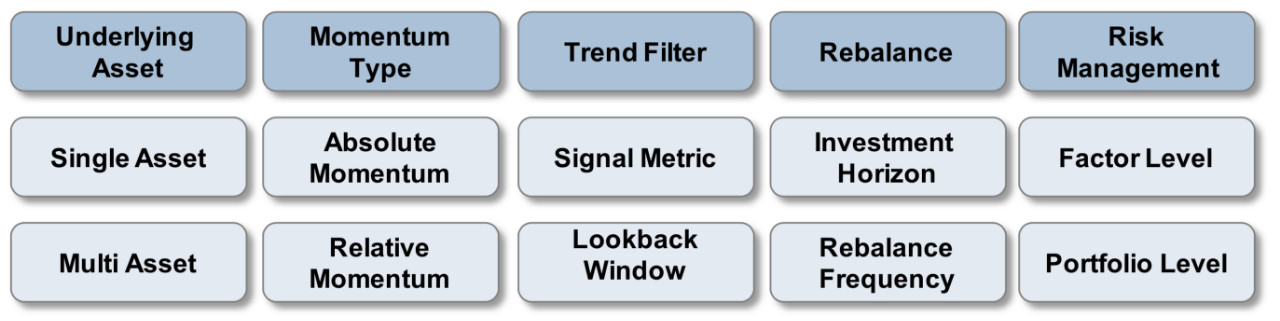 Underlying
Asset
Momentum
Type
Trend Filter
Rebalance
Risk
Management
Single Asset
Absolute
Momentum
Signal Metric
Investment
Horizon
Factor Level
Multi Asset
Relative
Momentum
Lookback
Window
Rebalance
Frequency
Portfolio Level